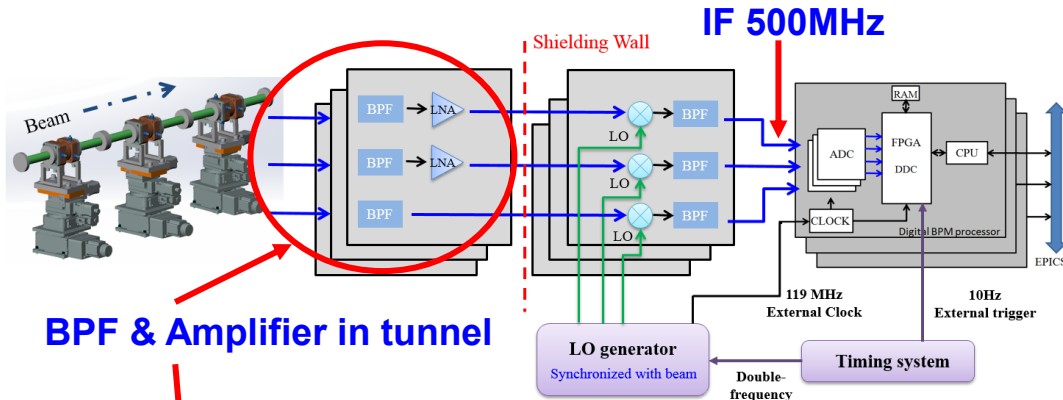 IF 500MHz
Shielding Wall
Beam
BPF
LNA
BPF
LNA
BPF
LO
BPF
LO
BPF
LO
BPF
RAM
ADC
FPGA
DDC
CPU
CLOCK
Digital BPM processor
EPICS
BPF & Amplifier in tunnel
119 MHz
External Clock
10Hz
External trigger
LO generator
Synchronized with beam
Double-
frequency
Timing system